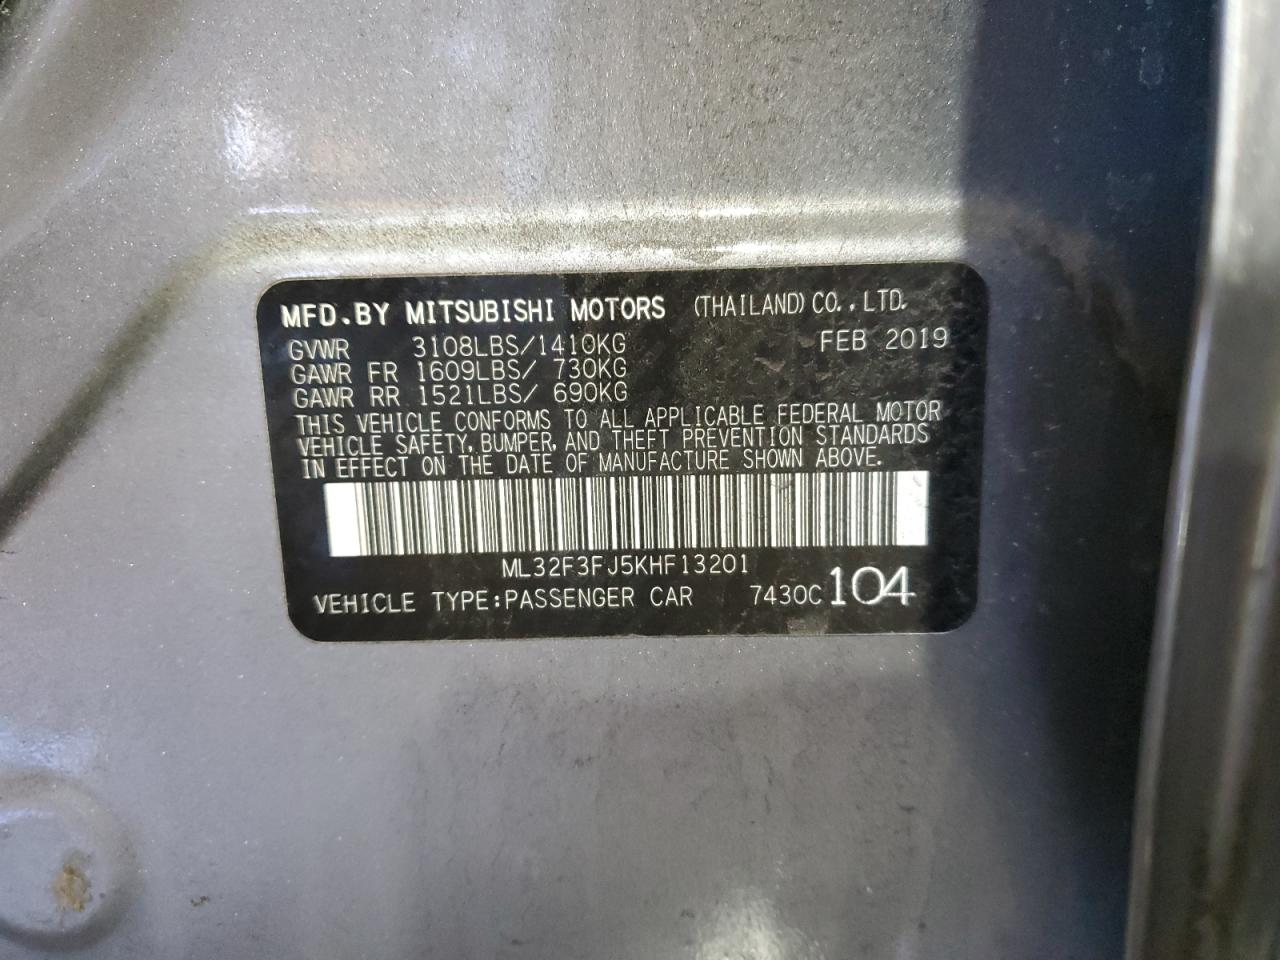 MFD.BY MITSUBISHI MOTORS (THAILAND) CO.,LTD.
GVWR 3108LBS/1410KG FEB 2019
GAWR FR 1609LBS/ 730KG
GAWR RR 1521LBS/ 690KG
THIS VEHICLE CONFORMS TO ALL APPLICABLE FEDERAL MOTOR
VEHICLE SAFETY, BUMPER, AND THEFT PREVENTION STANDARDS
IN EFFECT ON THE DATE OF MANUFACTURE SHOWN ABOVE.
ML32F3FJ5KHF13201
VEHICLE TYPE:PASSENGER CAR 7430C 104